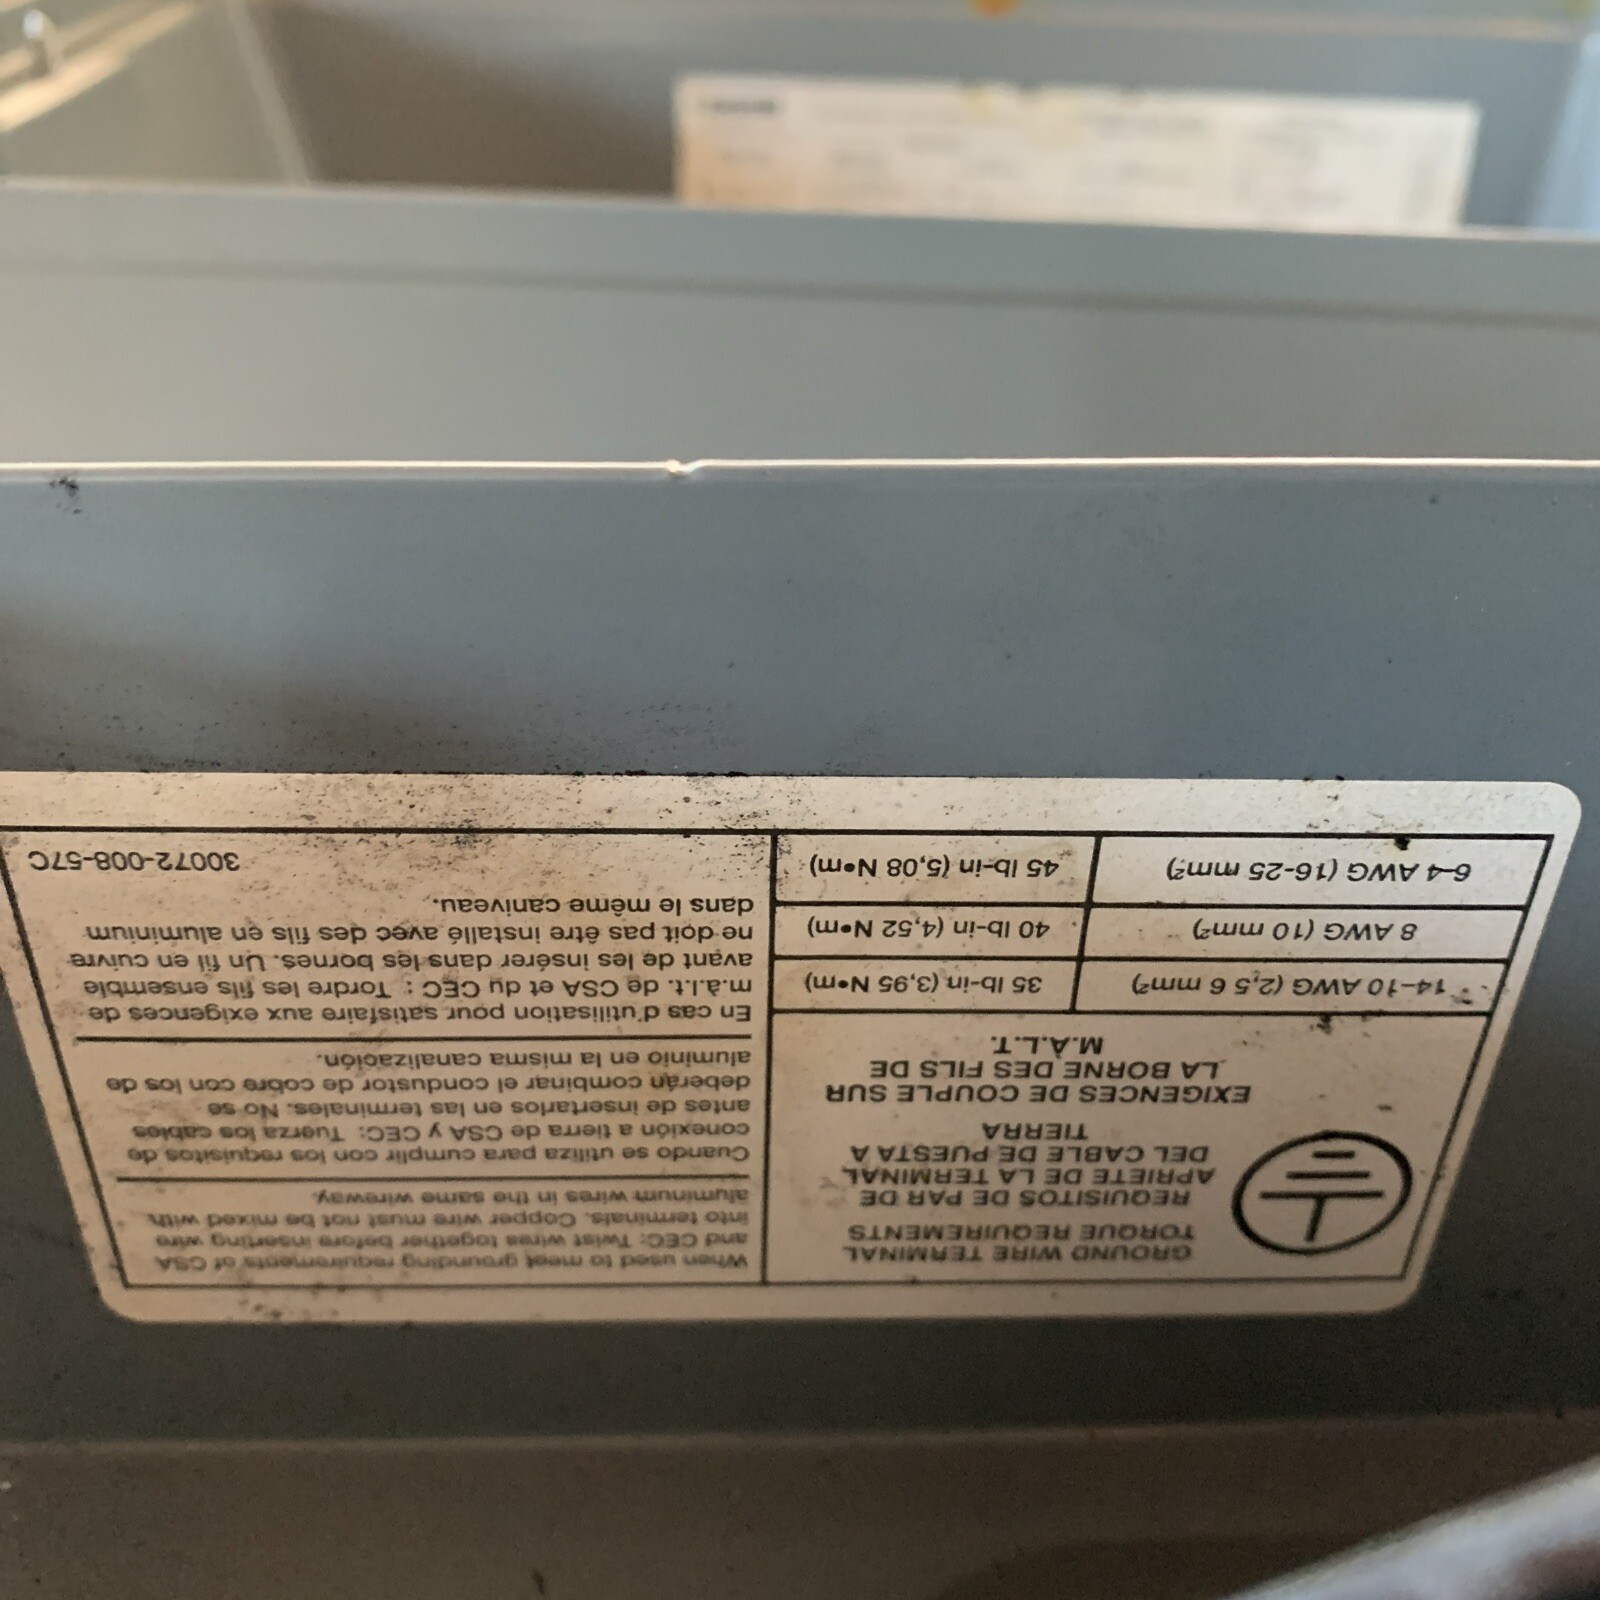 GROUND WIRE TERMINAL
TORQUE REQUIREMENTS
REQUISITOS DE PAR DE
APRIETE DE LA TERMINAL
DEL CABLE DE PUESTA A
TIERRA
EXIGENCES DE COUPLE SUR
LA BORNE DES FILS DE
M.À.L.T.
14–10 AWG (2,5 6 mm²) 35 lb-in (3,95 N•m)
8 AWG (10 mm²) 40 lb-in (4,52 N•m)
6-4 AWG (16-25 mm²) 45 lb-in (5,08 N•m)
When used to meet grounding requirements of CSA
and CEC: Twist wires together before inserting wire
into terminals. Copper wire must not be mixed with
aluminum wires in the same wireway.
Cuando se utiliza para cumplir con los requisitos de
conexión a tierra de CSA y CEC: Tuerza los cables
antes de insertarlos en las terminales. No se
deberán combinar el condustor de cobre con los de
aluminio en la misma canalización.
En cas d'utilisation pour satisfaire aux exigences de
m.à.l.t. de CSA et du CEC : Tordre les fils ensemble
avant de les insérer dans les bornes. Un fil en cuivre
ne doit pas être installé avec des fils en aluminium
dans le même caniveau.
30072-008-57C